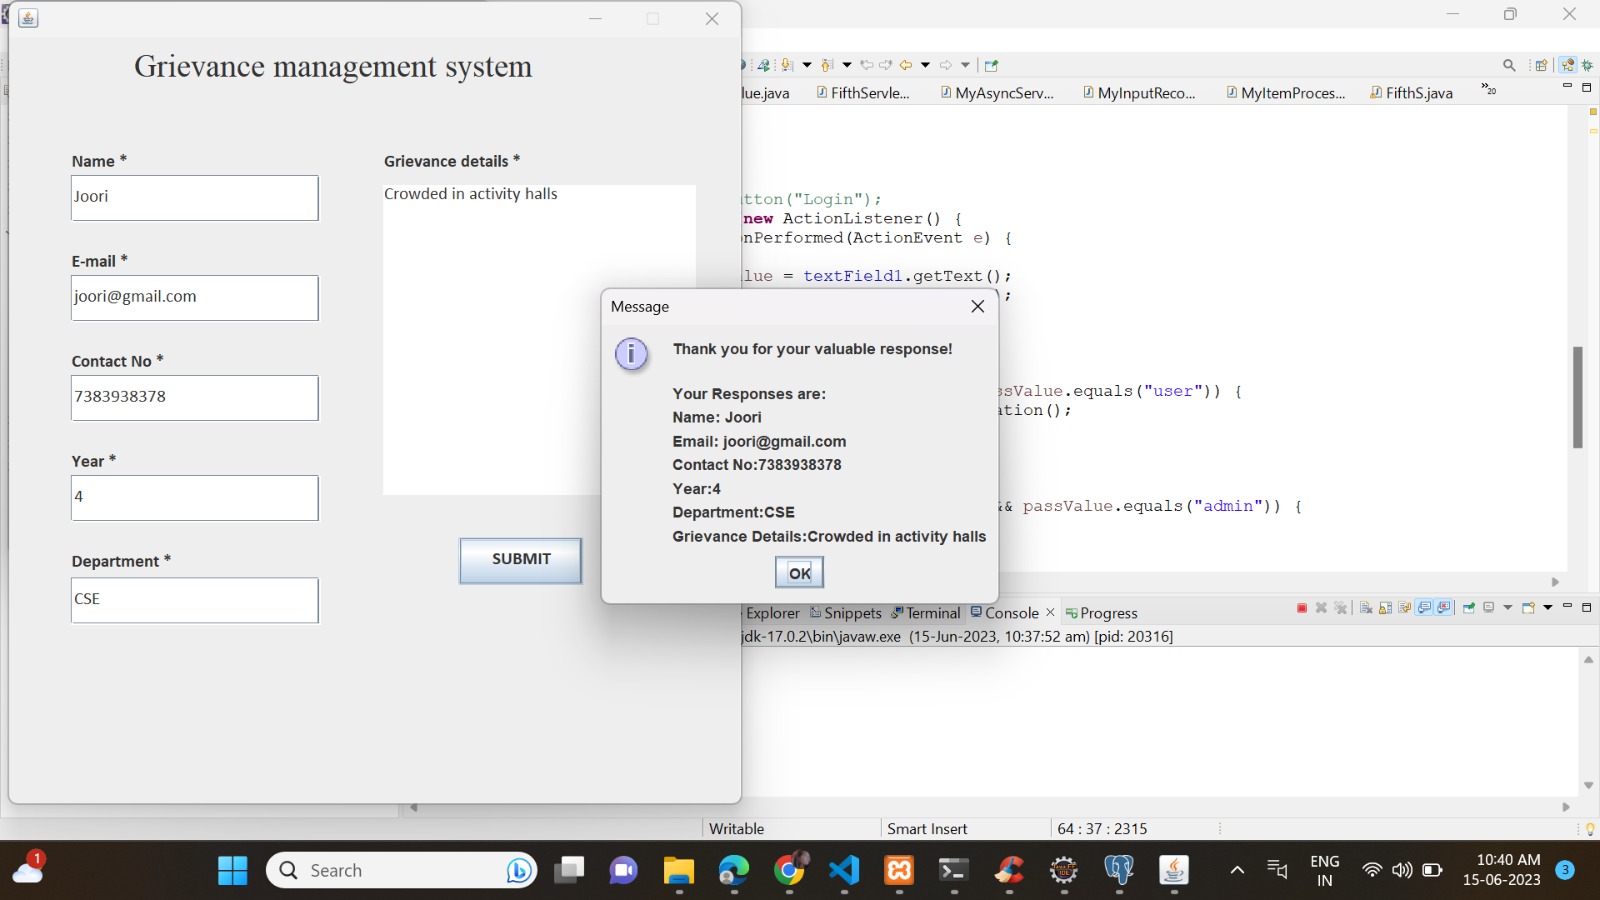 Grievance management system
Name *
Joori
E-mail *
joori@gmail.com
Contact No *
7383938378
Year *
4
Department *
CSE
Grievance details *
Crowded in activity halls
SUBMIT
Message
Thank you for your valuable response!
Your Responses are:
Name: Joori
Email: joori@gmail.com
Contact No:7383938378
Year:4
Department:CSE
Grievance Details:Crowded in activity halls
OK
lue.java FifthServle... MyAsyncServ... MyInputReco... MyItemProces... FifthS.java »20
tton("Login");
new ActionListener() {
nPerformed(ActionEvent e) {
lue = textField1.getText();
);
ssValue.equals("user")) {
ation();
&& passValue.equals("admin")) {
Explorer Snippets Terminal Console Progress
jdk-17.0.2\bin\javaw.exe (15-Jun-2023, 10:37:52 am) [pid: 20316]
Writable Smart Insert 64 : 37 : 2315
1
Search
ENG
IN
10:40 AM
15-06-2023
3